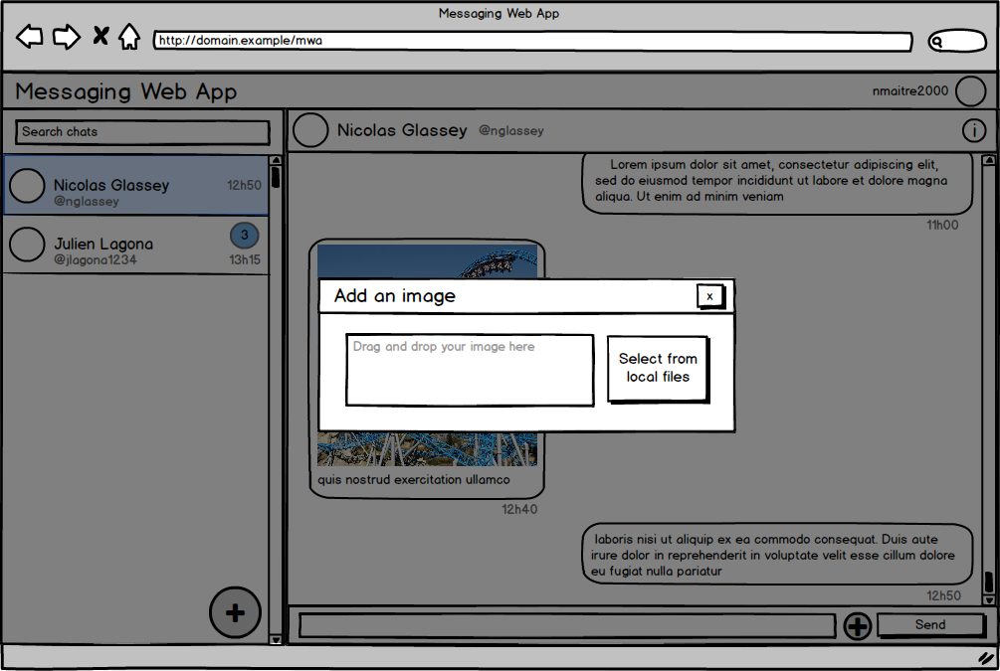 Messaging Web App
http://domain.example/mwa
Messaging Web App
nmaitre2000
Search chats
Nicolas Glassey
@nglassey
i
Nicolas Glassey
12h50
@nglassey
3
Julien Lagona
@jlagona1234
13h15
Lorem ipsum dolor sit amet, consectetur adipiscing elit,
sed do eiusmod tempor incididunt ut labore et dolore magna
aliqua. Ut enim ad minim veniam
11h00
Add an image
x
Drag and drop your image here
Select from
local files
quis nostrud exercitation ullamco
12h40
laboris nisi ut aliquip ex ea commodo consequat. Duis aute
irure dolor in reprehenderit in voluptate velit esse cillum dolore
eu fugiat nulla pariatur
12h50
Send